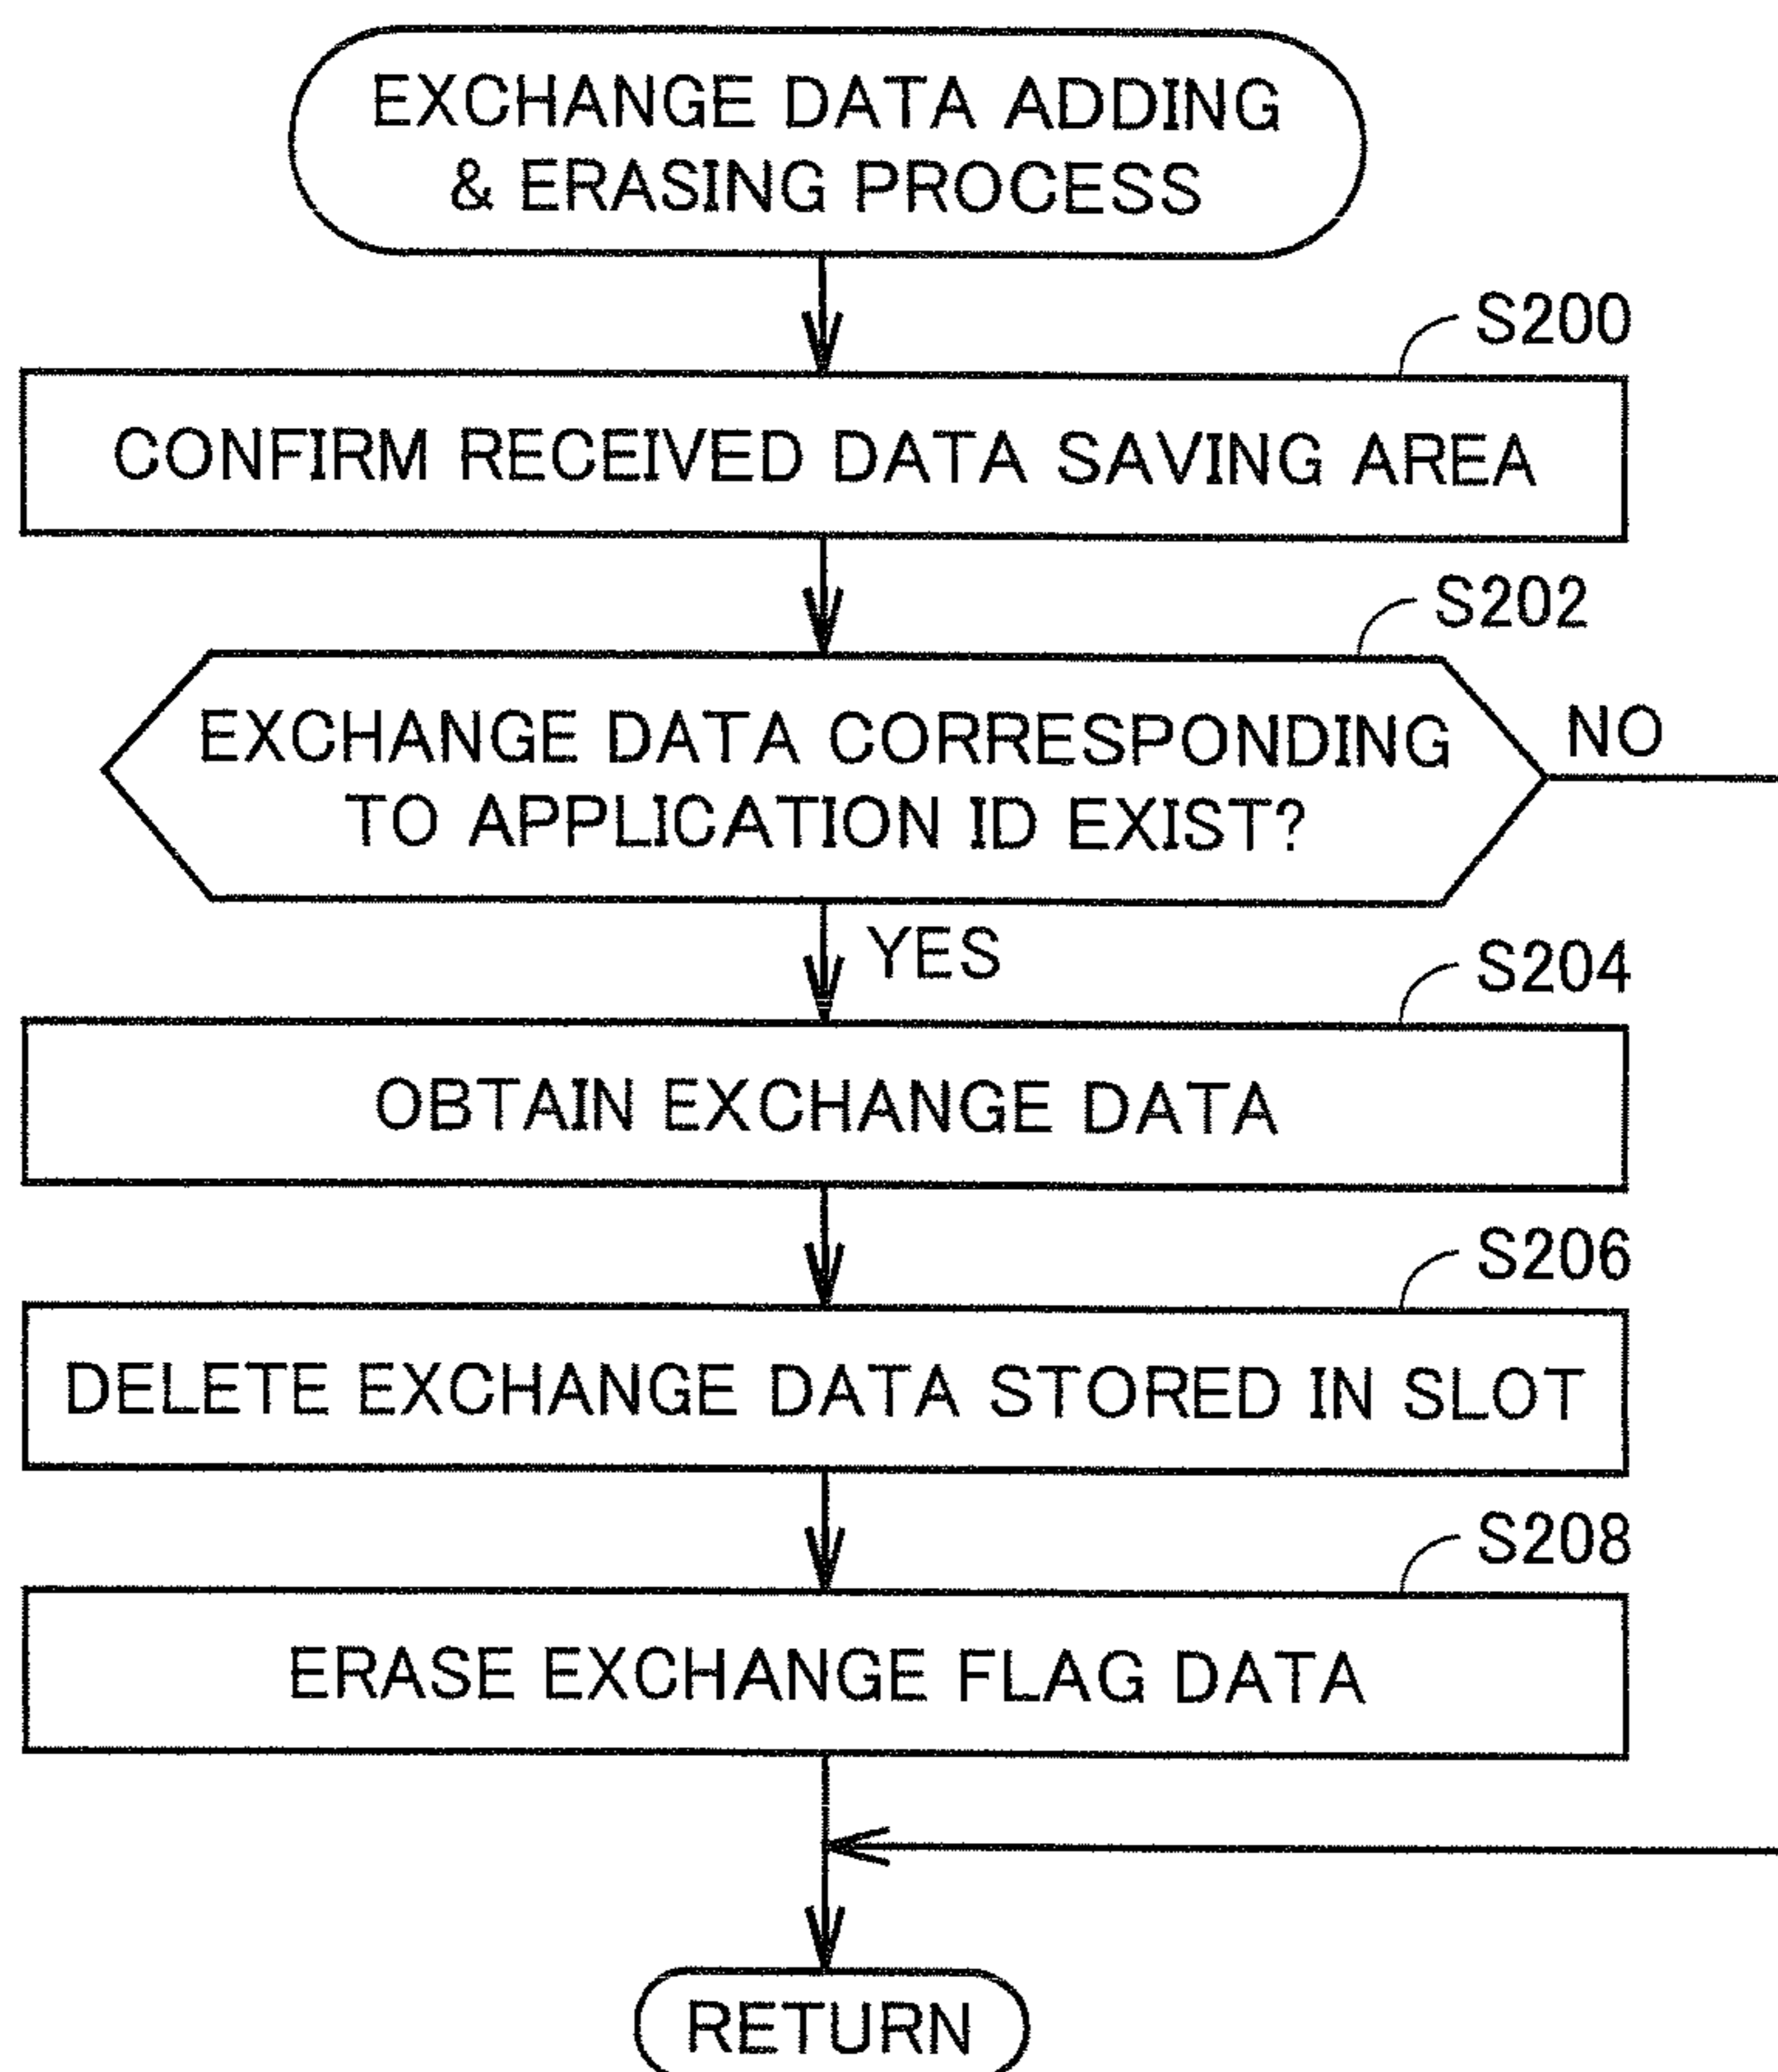 EXCHANGE DATA ADDING
& ERASING PROCESS
S200
CONFIRM RECEIVED DATA SAVING AREA
S202
EXCHANGE DATA CORRESPONDING
TO APPLICATION ID EXIST?
NO
YES
S204
OBTAIN EXCHANGE DATA
S206
DELETE EXCHANGE DATA STORED IN SLOT
S208
ERASE EXCHANGE FLAG DATA
RETURN